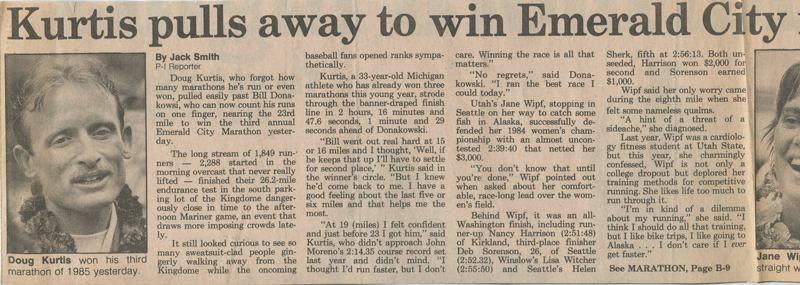 Kurtis pulls away to win Emerald City
By Jack Smith
P-I Reporter
Doug Kurtis, who forgot how
many marathons he's run or even
won, pulled easily past Bill Dona-
kowsi, who can now count his runs
on one finger, nearing the 23rd
mile to win the third annual
Emerald City Marathon yester-
day.
The long stream of 1,849 run-
ners — 2,288 started in the
morning overcast that never really
lifted — finished their 26.2-mile
endurance test in the south park-
ing lot of the Kingdome danger-
ously close in time to the after-
noon Mariner game, an event that
draws more imposing crowds late-
ly.
It still looked curious to see so
many sweatsuit-clad people gin-
gerly walking away from the
Kingdome while the oncoming
baseball fans opened ranks sympa-
thetically.
Kurtis, a 33-year-old Michigan
athlete who has already won three
marathons this young year, strode
through the banner-draped finish
line in 2 hours, 16 minutes and
47.6 seconds, 1 minute and 29
seconds ahead of Donakowski.
"Bill went out real hard at 15
or 16 miles and I thought, 'Well, if
he keeps that up I'll have to settle
for second place,' " Kurtis said in
the winner's circle. "But I knew
he'd come back to me. I have a
good feeling about the last five or
six miles and that helps me the
most.
"At 19 (miles) I felt confident
and just before 23 I got him," said
Kurtis, who didn't approach John
Moreno's 2:14.35 course record set
last year and didn't mind. "I
thought I'd run faster, but I don't
care. Winning the race is all that
matters."
"No regrets," said Dona-
kowski. "I ran the best race I
could today."
Utah's Jane Wipf, stopping in
Seattle on her way to catch some
fish in Alaska, successfully de-
fended her 1984 women's cham-
pionship with an almost uncon-
tested 2:39:40 that netted her
$3,000.
"You don't know that until
you're done," Wipf pointed out
when asked about her comfort-
able, race-long lead over the wom-
en's field.
Behind Wipf, it was an all-
Washington finish, including run-
ner-up Nancy Harrison (2:51:48)
of Kirkland, third-place finisher
Deb Sorenson, 26, of Seattle
(2:52.32), Winslow's Lisa Witcher
(2:55:50) and Seattle's Helen
Sherk, fifth at 2:56:13. Both un-
seeded, Harrison won $2,000 for
second and Sorenson earned
$1,000.
Wipf said her only worry came
during the eighth mile when she
felt some nameless qualms.
"A hint of a threat of a
sideache," she diagnosed.
Last year, Wipf was a cardiolo-
gy fitness student at Utah State,
but this year, she charmingly
confessed, Wipf is not only a
college dropout but deplored her
training methods for competitive
running. She likes life too much to
run through it.
"I'm in kind of a dilemma
about my running," she said. "I
think I should do all that training,
but I like bike trips, I like going to
Alaska . . . I don't care if I ever
get faster."
See MARATHON, Page B-9
Doug Kurtis won his third
marathon of 1985 yesterday.
Jane
straight